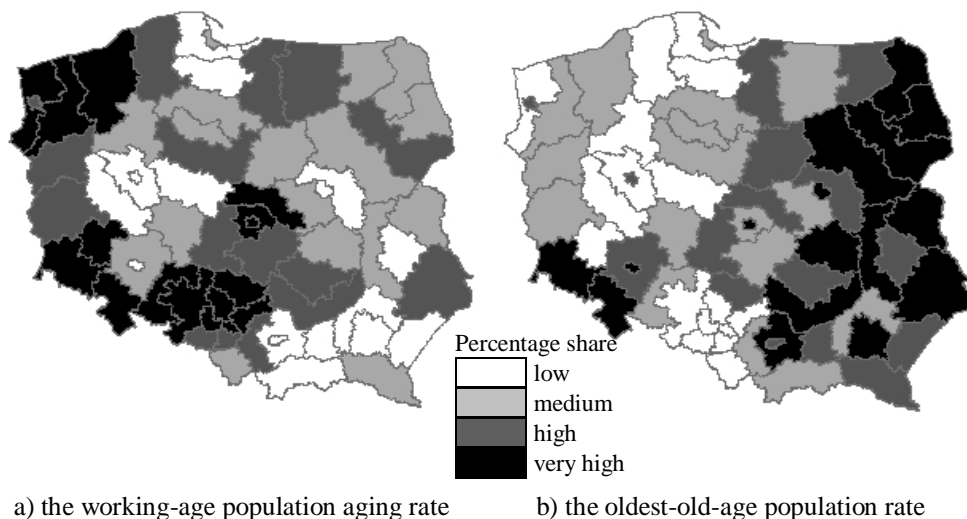 Percentage share
low
medium
high
very high
a) the working-age population aging rate
b) the oldest-old-age population rate